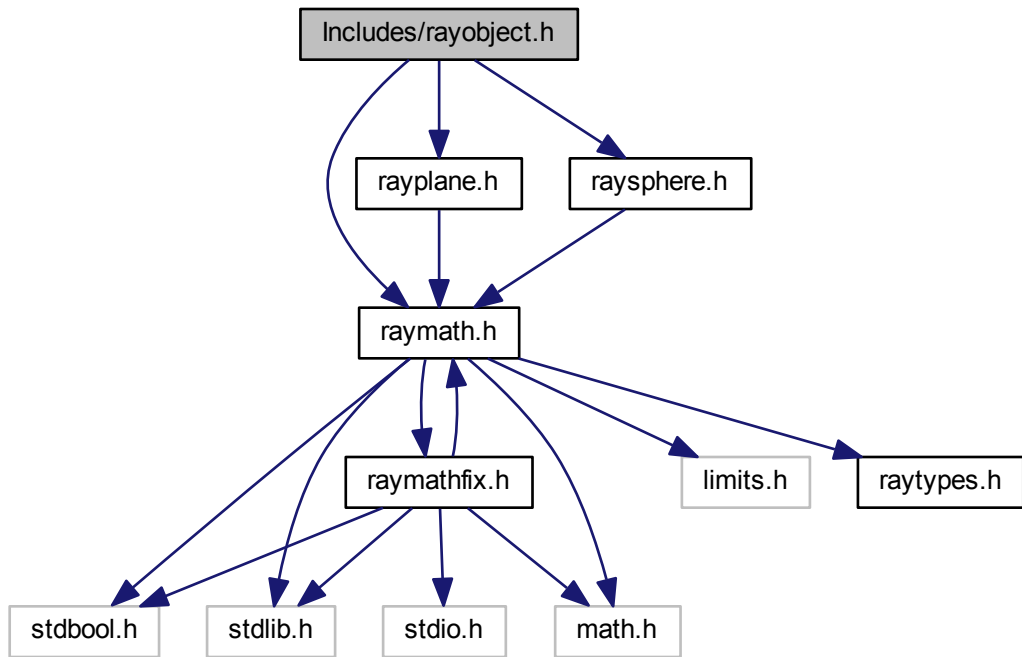 Includes/rayobject.h
rayplane.h
raysphere.h
raymath.h
raymathfix.h
limits.h
raytypes.h
stdbool.h
stdlib.h
stdio.h
math.h